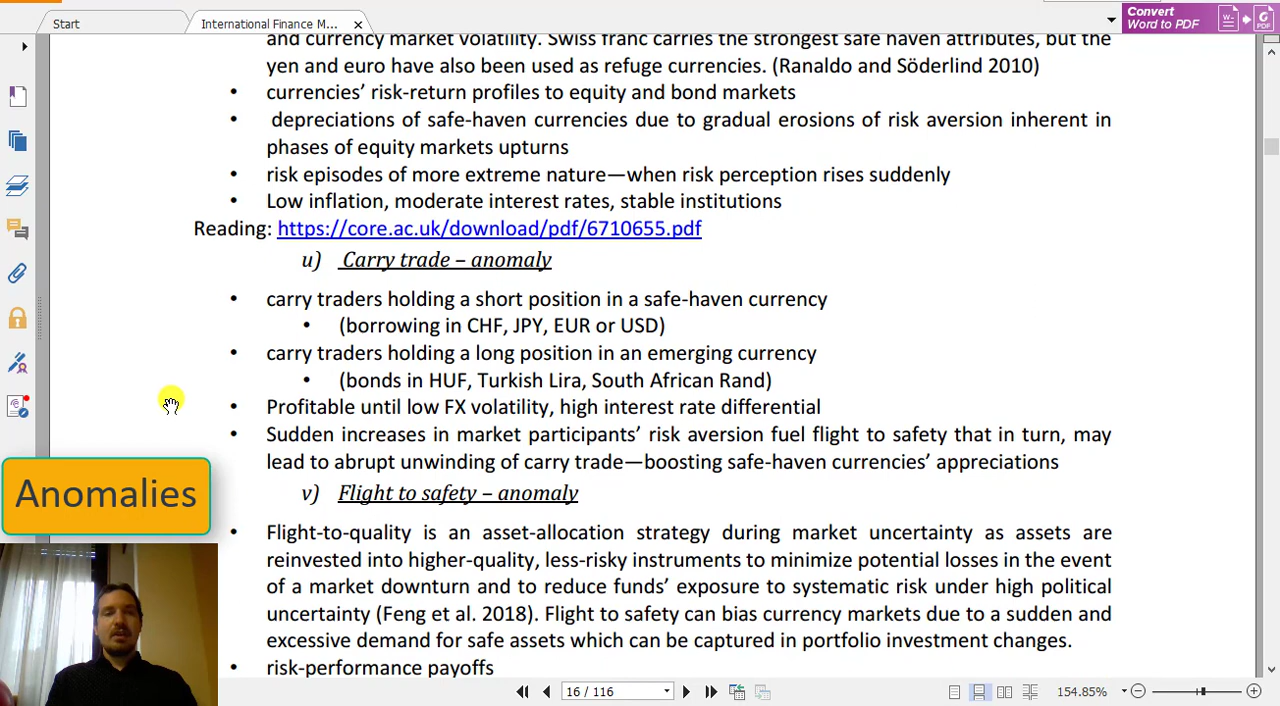 Start
International Finance M...
Convert
Word to PDF
and currency market volatility. Swiss franc carries the strongest safe haven attributes, but the
yen and euro have also been used as refuge currencies. (Ranaldo and Söderlind 2010)
• currencies’ risk-return profiles to equity and bond markets
• depreciations of safe-haven currencies due to gradual erosions of risk aversion inherent in
phases of equity markets upturns
• risk episodes of more extreme nature—when risk perception rises suddenly
• Low inflation, moderate interest rates, stable institutions
Reading: https://core.ac.uk/download/pdf/6710655.pdf
u) Carry trade – anomaly
• carry traders holding a short position in a safe-haven currency
• (borrowing in CHF, JPY, EUR or USD)
• carry traders holding a long position in an emerging currency
• (bonds in HUF, Turkish Lira, South African Rand)
• Profitable until low FX volatility, high interest rate differential
• Sudden increases in market participants’ risk aversion fuel flight to safety that in turn, may
lead to abrupt unwinding of carry trade—boosting safe-haven currencies’ appreciations
v) Flight to safety – anomaly
• Flight-to-quality is an asset-allocation strategy during market uncertainty as assets are
reinvested into higher-quality, less-risky instruments to minimize potential losses in the event
of a market downturn and to reduce funds’ exposure to systematic risk under high political
uncertainty (Feng et al. 2018). Flight to safety can bias currency markets due to a sudden and
excessive demand for safe assets which can be captured in portfolio investment changes.
• risk-performance payoffs
Anomalies
16 / 116
154.85%